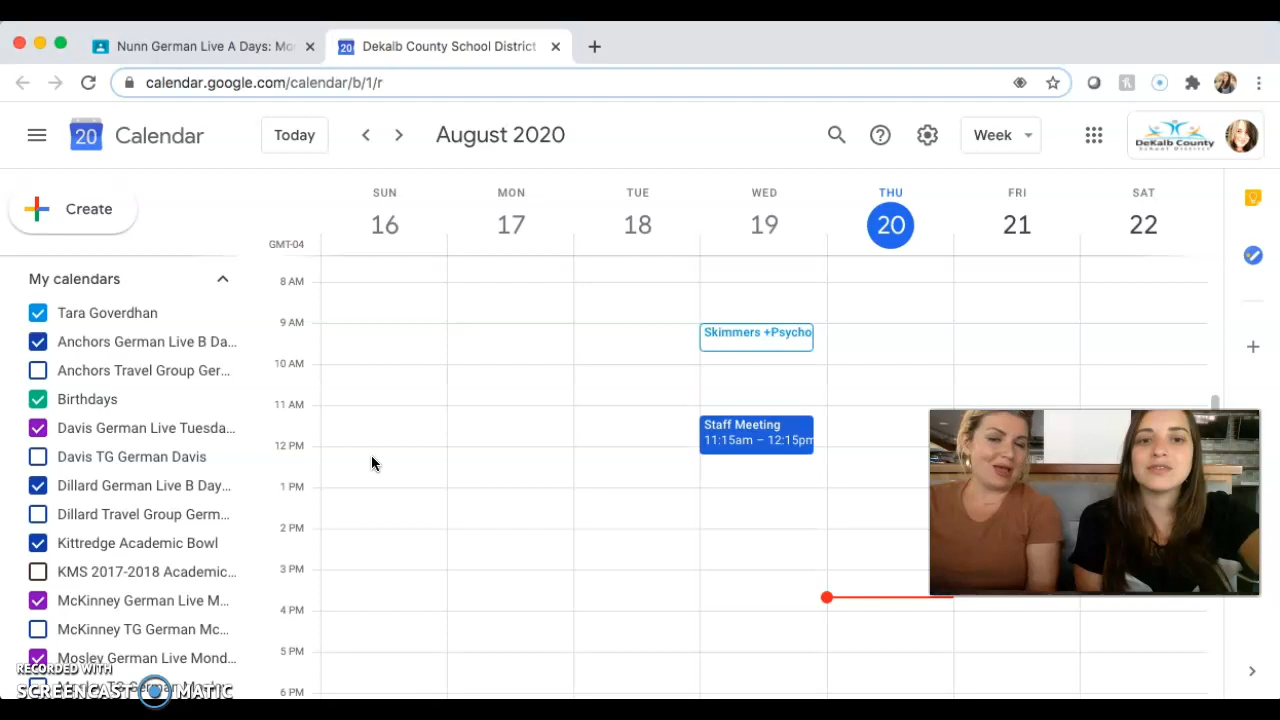 Nunn German Live A Days: Mo
20 Dekalb County School District
calendar.google.com/calendar/b/1/r
20 Calendar
Today
August 2020
Week
DeKalb County
School District
Create
SUN MON TUE WED THU FRI SAT
16 17 18 19 20 21 22
GMT-04
My calendars
Tara Goverdhan
Anchors German Live B Da...
Anchors Travel Group Ger...
Birthdays
Davis German Live Tuesda...
Davis TG German Davis
Dillard German Live B Day...
Dillard Travel Group Germ...
Kittredge Academic Bowl
KMS 2017-2018 Academic...
McKinney German Live M...
McKinney TG German Mc...
Mosley German Live Mond...
8 AM
9 AM
Skimmers +Psycho
10 AM
11 AM
Staff Meeting
11:15am – 12:15pm
12 PM
1 PM
2 PM
3 PM
4 PM
5 PM
6 PM
RECORDED WITH
SCREENCAST MATIC